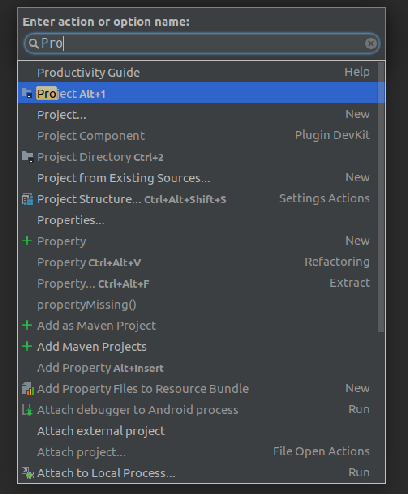 Enter action or option name:
Pro
Productivity Guide Help
Project Alt+1
Project... New
Project Component Plugin DevKit
Project Directory Ctrl+2
Project from Existing Sources... New
Project Structure... Ctrl+Alt+Shift+S Settings Actions
Properties...
Property New
Property Ctrl+Alt+V Refactoring
Property... Ctrl+Alt+F Extract
propertyMissing()
Add as Maven Project
Add Maven Projects
Add Property Alt+Insert
Add Property Files to Resource Bundle New
Attach debugger to Android process Run
Attach external project
Attach project... File Open Actions
Attach to Local Process... Run